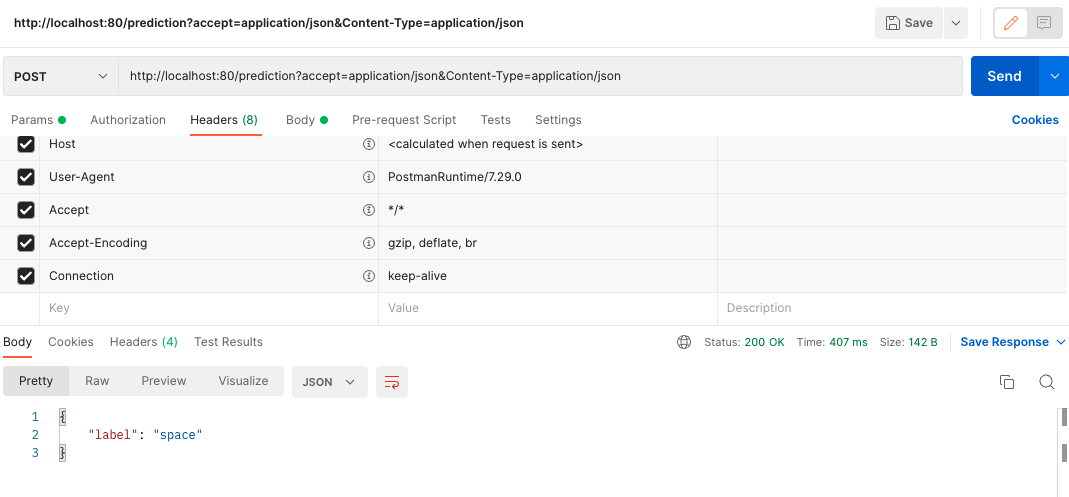 http://localhost:80/prediction?accept=application/json&Content-Type=application/json
Save
POST
http://localhost:80/prediction?accept=application/json&Content-Type=application/json
Send
Params Authorization Headers (8) Body Pre-request Script Tests Settings Cookies
Host <calculated when request is sent>
User-Agent PostmanRuntime/7.29.0
Accept */*
Accept-Encoding gzip, deflate, br
Connection keep-alive
Key Value Description
Body Cookies Headers (4) Test Results Status: 200 OK Time: 407 ms Size: 142 B Save Response
Pretty Raw Preview Visualize JSON
1 {
2 "label": "space"
3 }